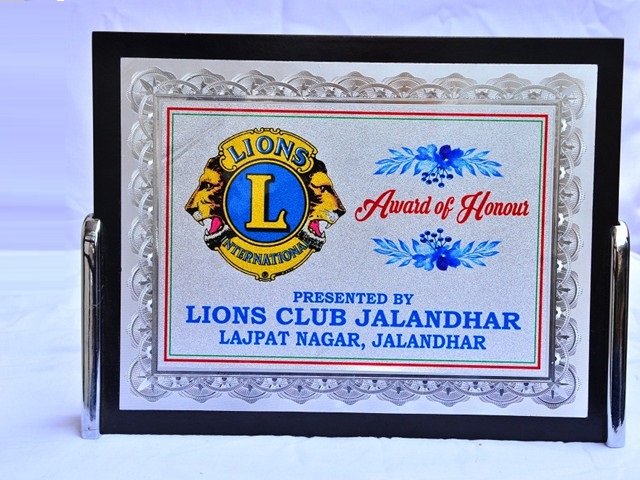 LIONS
L
INTERNATIONAL
®
Award of Honour
PRESENTED BY
LIONS CLUB JALANDHAR
LAJPAT NAGAR, JALANDHAR